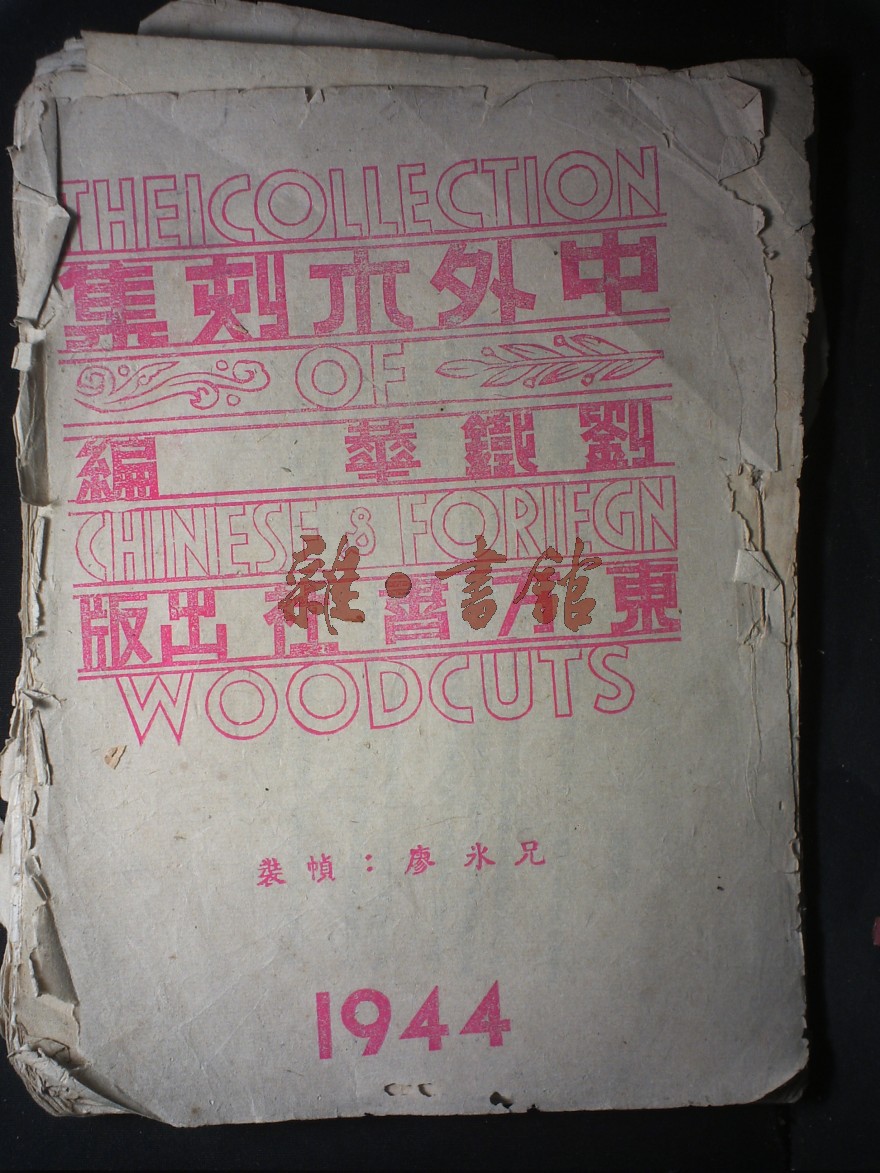 THEICOLLECTION
中外木刻集
OF
劉鐵華 編
CHINESE & FORIEGN
東方書社出版
雜·書館
WOODCUTS
裝幀：廖氷兄
1944